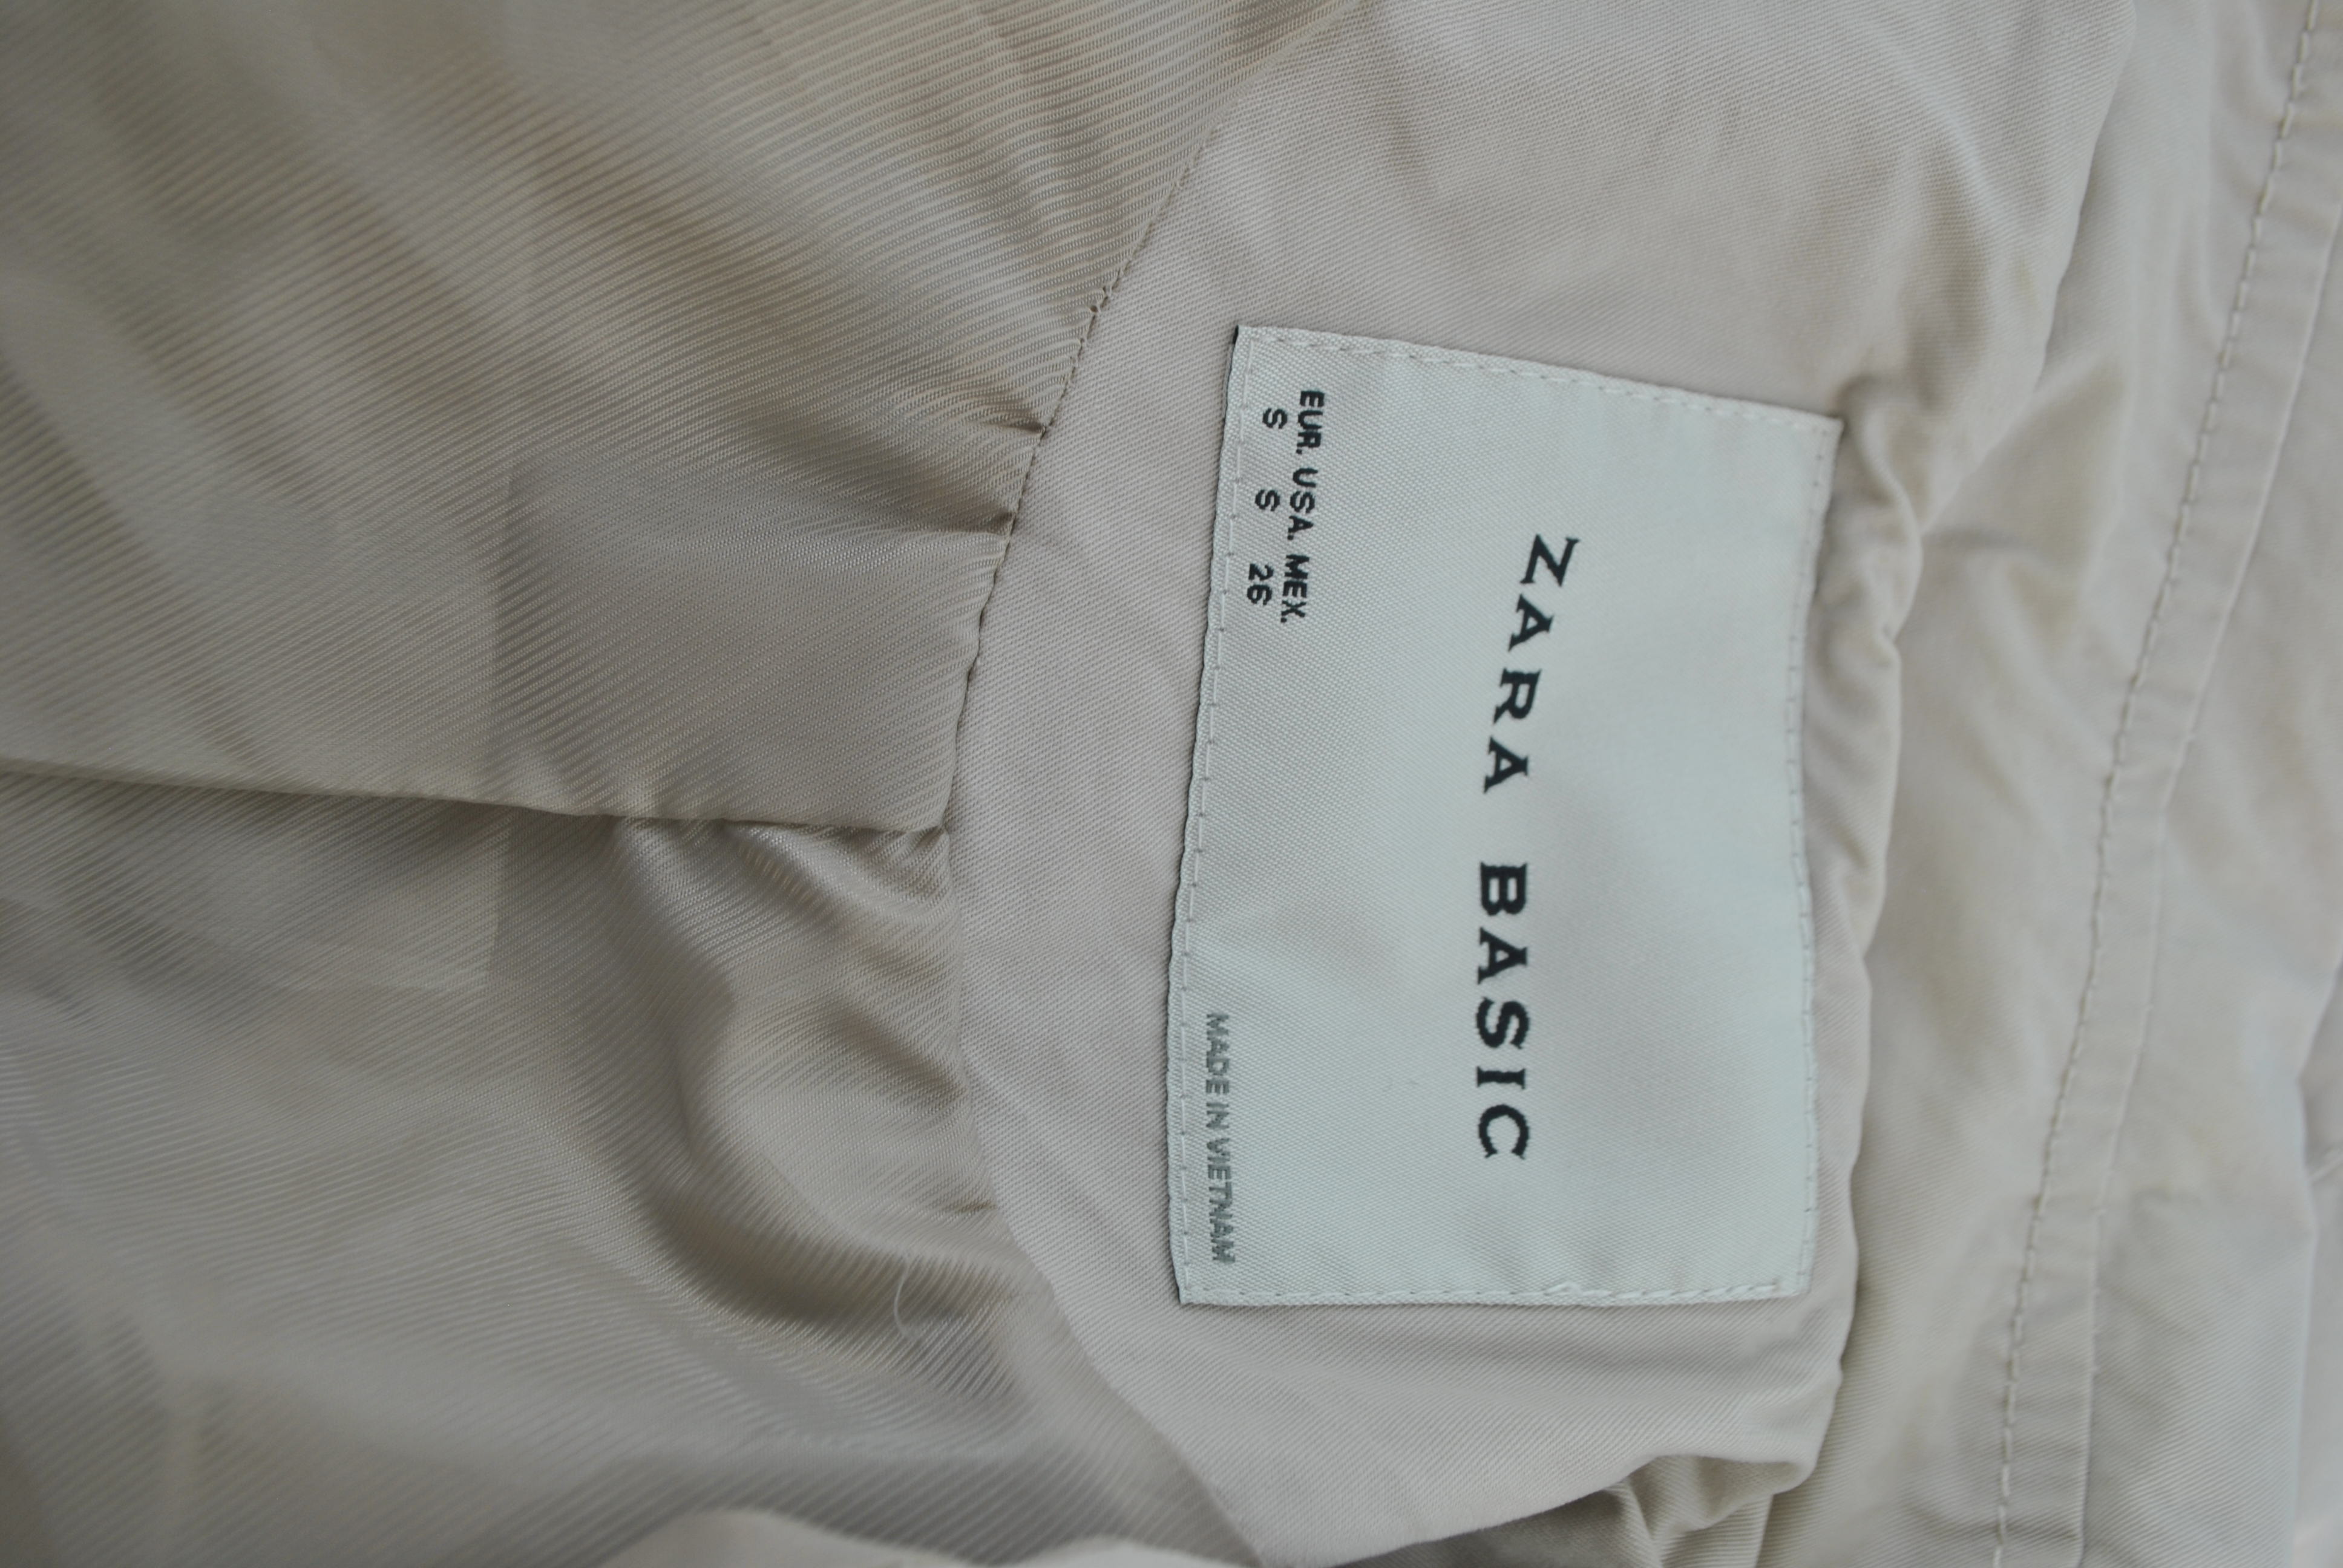 ZARA BASIC
EUR. USA. MEX.
S S 26
MADE IN VIETNAM